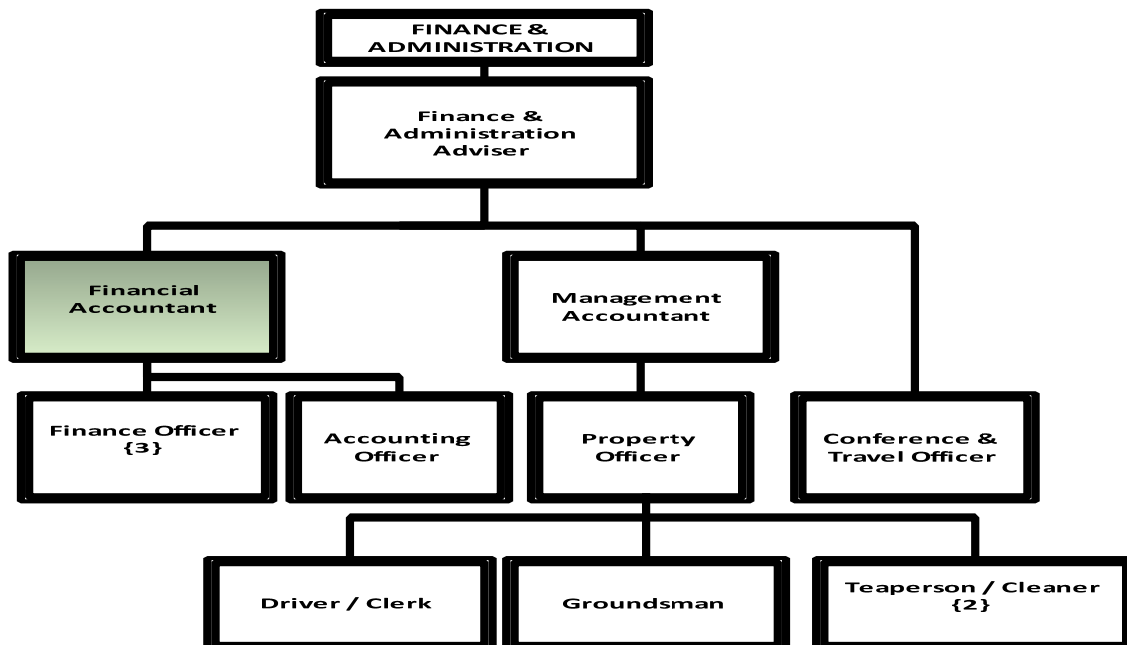 FINANCE &
ADMINISTRATION
Finance &
Administration
Adviser
Financial
Accountant
Management
Accountant
Finance Officer
{3}
Accounting
Officer
Property
Officer
Conference &
Travel Officer
Driver / Clerk
Groundsman
Teaperson / Cleaner
{2}